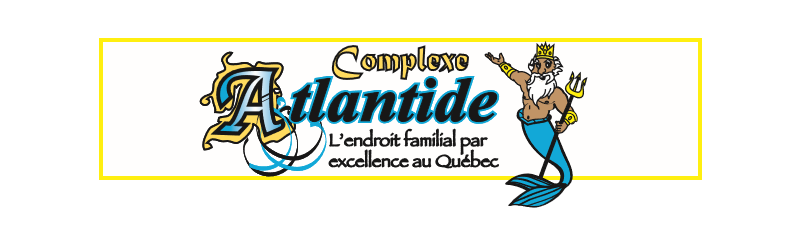 Complexe
Atlantide
L'endroit familial par
excellence au Québec